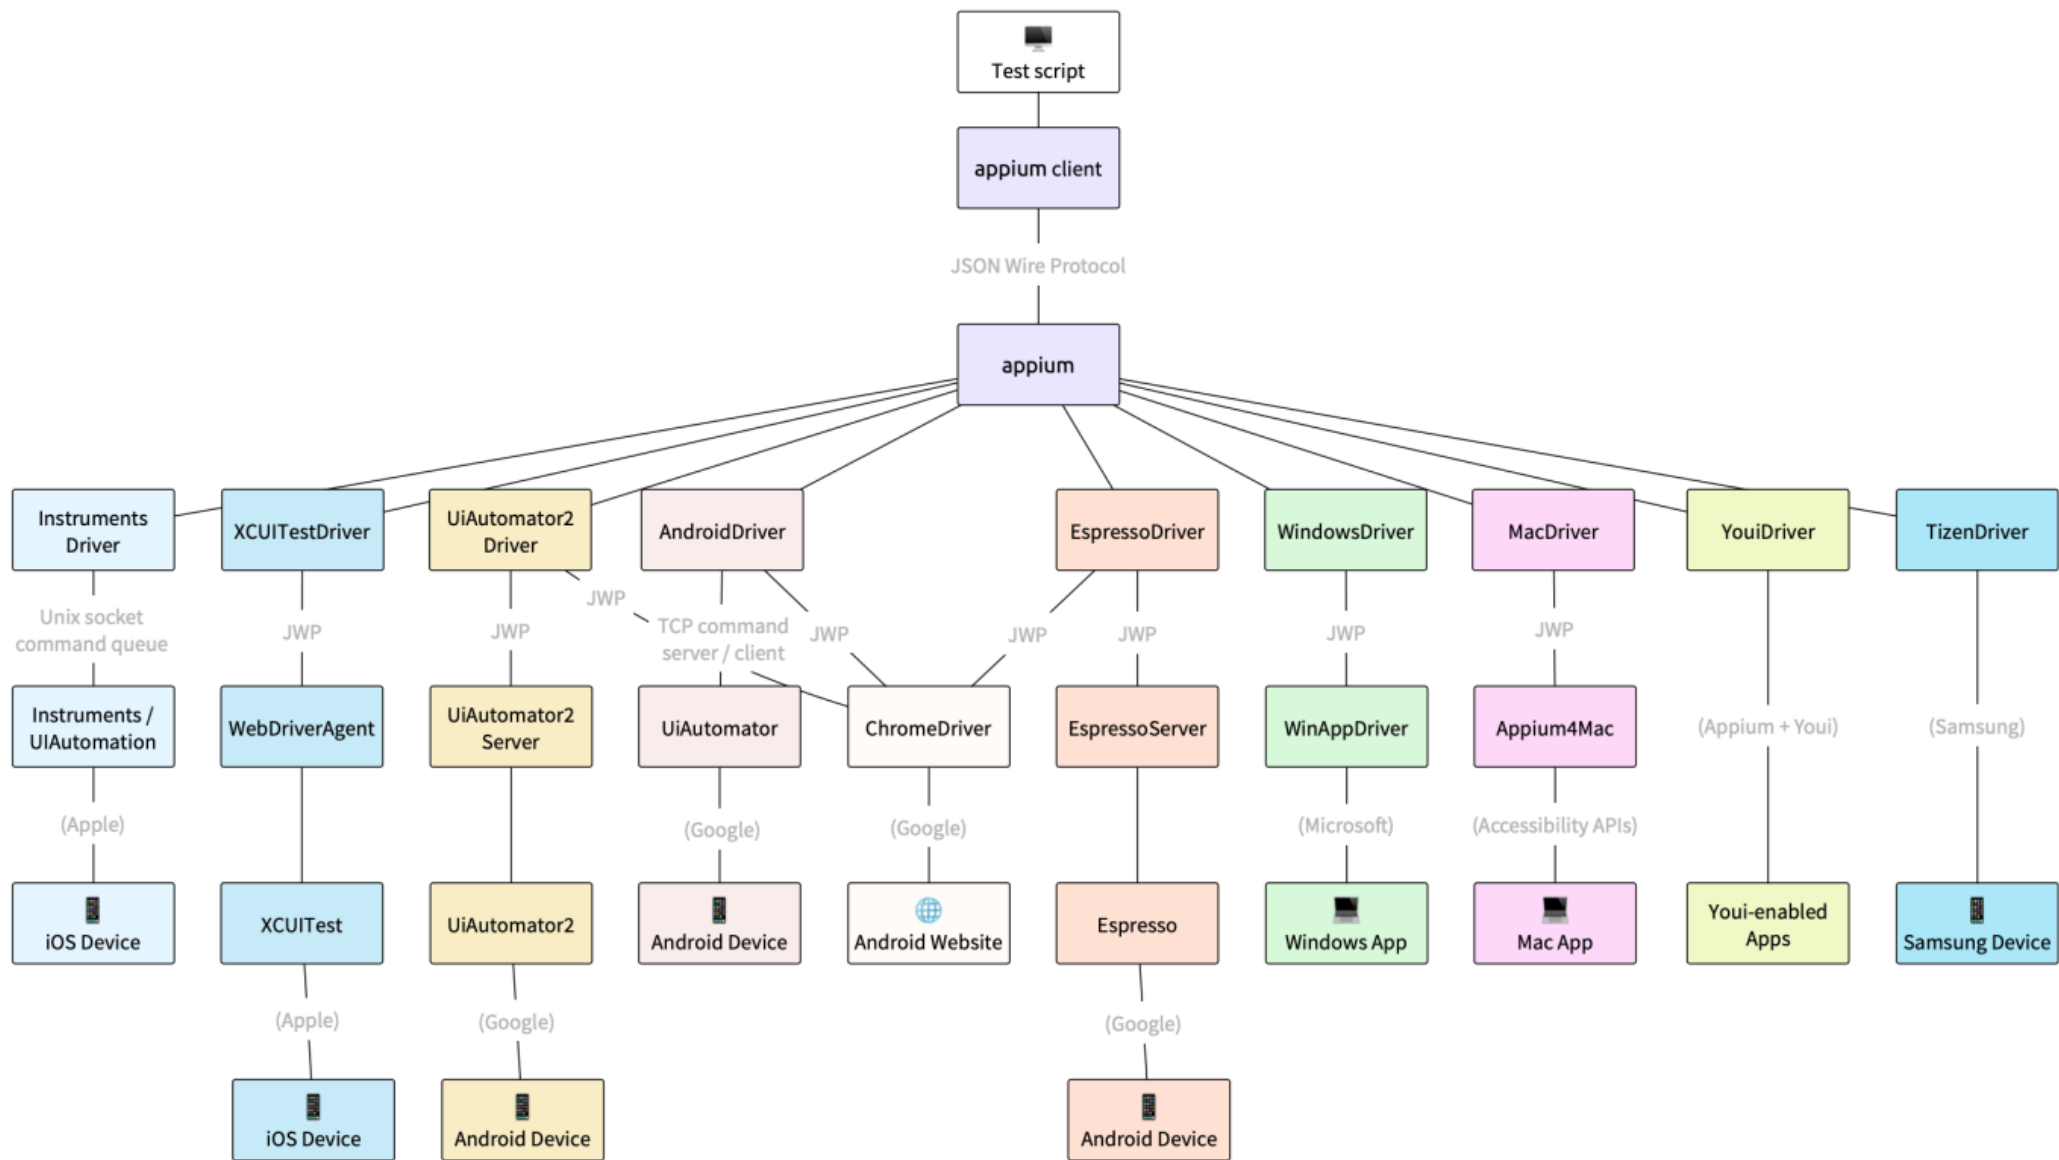 Test script
appium client
JSON Wire Protocol
appium
Instruments
Driver
XCUITestDriver
UiAutomator2
Driver
AndroidDriver
EspressoDriver
WindowsDriver
MacDriver
YouiDriver
TizenDriver
Unix socket
command queue
JWP
JWP
JWP
TCP command
server / client
JWP
JWP
JWP
JWP
JWP
Instruments /
UIAutomation
WebDriverAgent
UiAutomator2
Server
UiAutomator
ChromeDriver
EspressoServer
WinAppDriver
Appium4Mac
(Appium + Youi)
(Samsung)
(Apple)
(Google)
(Google)
(Microsoft)
(Accessibility APIs)
iOS Device
XCUITest
UiAutomator2
Android Device
Android Website
Espresso
Windows App
Mac App
Youi-enabled
Apps
Samsung Device
(Apple)
(Google)
(Google)
iOS Device
Android Device
Android Device